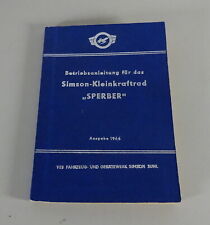 Betriebsanleitung für das
Simson-Kleinkraftrad
„SPERBER“
Ausgabe 1966
VEB FAHRZEUG- UND GERÄTEWERK SIMSON SUHL